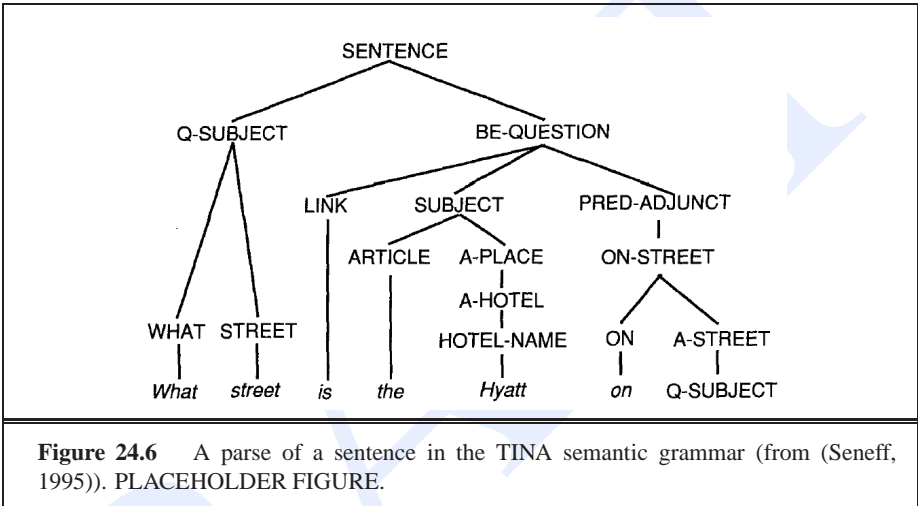 SENTENCE
Q-SUBJECT BE-QUESTION
LINK SUBJECT PRED-ADJUNCT
ARTICLE A-PLACE ON-STREET
A-HOTEL
WHAT STREET HOTEL-NAME ON A-STREET
What street is the Hyatt on Q-SUBJECT
Figure 24.6 A parse of a sentence in the TINA semantic grammar (from (Seneff,
1995)). PLACEHOLDER FIGURE.